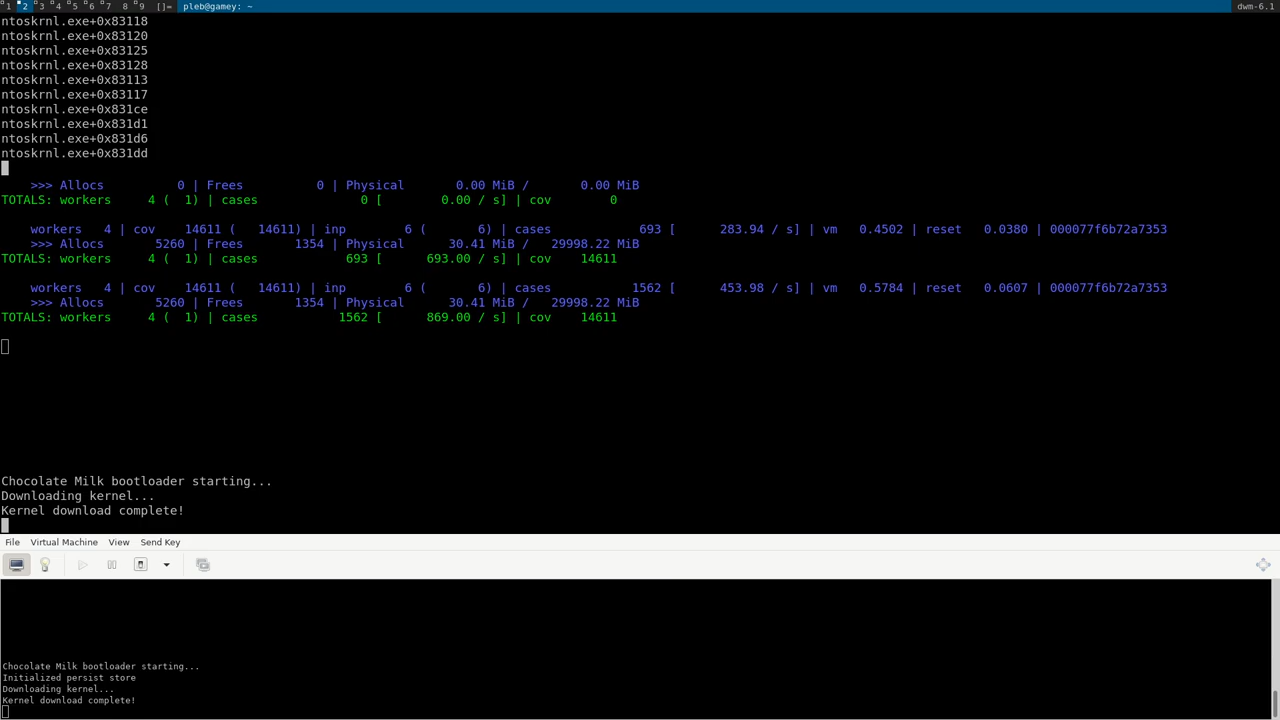 1 2 3 4 5 6 7 8 9 []= pleb@gamey: ~ dwm-6.1
ntoskrnl.exe+0x83118
ntoskrnl.exe+0x83120
ntoskrnl.exe+0x83125
ntoskrnl.exe+0x83128
ntoskrnl.exe+0x83113
ntoskrnl.exe+0x83117
ntoskrnl.exe+0x831ce
ntoskrnl.exe+0x831d1
ntoskrnl.exe+0x831d6
ntoskrnl.exe+0x831dd
>>> Allocs 0 | Frees 0 | Physical 0.00 MiB / 0.00 MiB
TOTALS: workers 4 ( 1) | cases 0 [ 0.00 / s] | cov 0
workers 4 | cov 14611 ( 14611) | inp 6 ( 6) | cases 693 [ 283.94 / s] | vm 0.4502 | reset 0.0380 | 000077f6b72a7353
>>> Allocs 5260 | Frees 1354 | Physical 30.41 MiB / 29998.22 MiB
TOTALS: workers 4 ( 1) | cases 693 [ 693.00 / s] | cov 14611
workers 4 | cov 14611 ( 14611) | inp 6 ( 6) | cases 1562 [ 453.98 / s] | vm 0.5784 | reset 0.0607 | 000077f6b72a7353
>>> Allocs 5260 | Frees 1354 | Physical 30.41 MiB / 29998.22 MiB
TOTALS: workers 4 ( 1) | cases 1562 [ 869.00 / s] | cov 14611
Chocolate Milk bootloader starting...
Downloading kernel...
Kernel download complete!
File Virtual Machine View Send Key
Chocolate Milk bootloader starting...
Initialized persist store
Downloading kernel...
Kernel download complete!